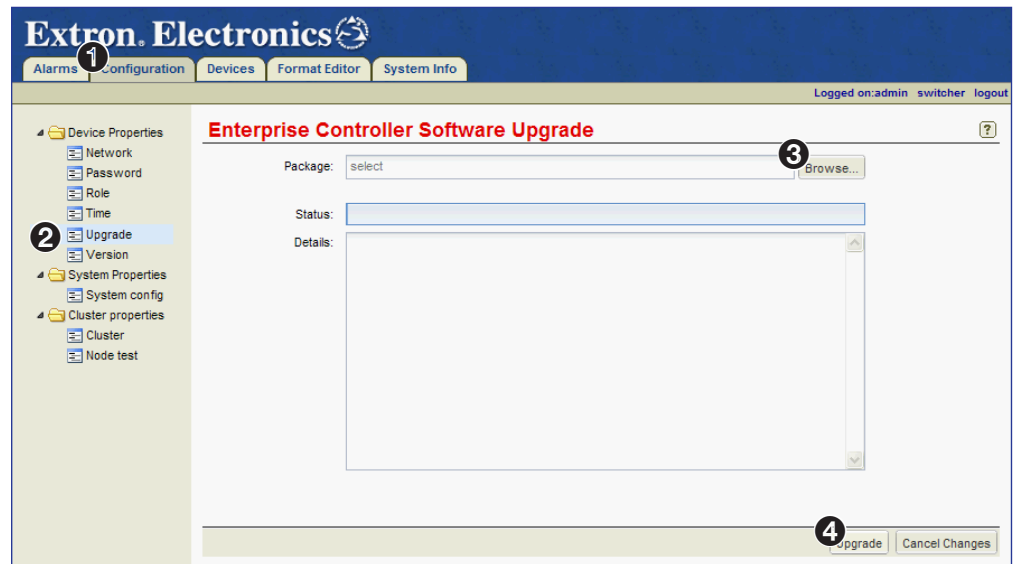 Extron® Electronics
1
Alarms Configuration Devices Format Editor System Info
Logged on:admin switcher logout
Device Properties
Network
Password
Role
Time
2 Upgrade
Version
System Properties
System config
Cluster properties
Cluster
Node test
Enterprise Controller Software Upgrade ?
Package: select 3 Browse...
Status:
Details:
4 Upgrade Cancel Changes